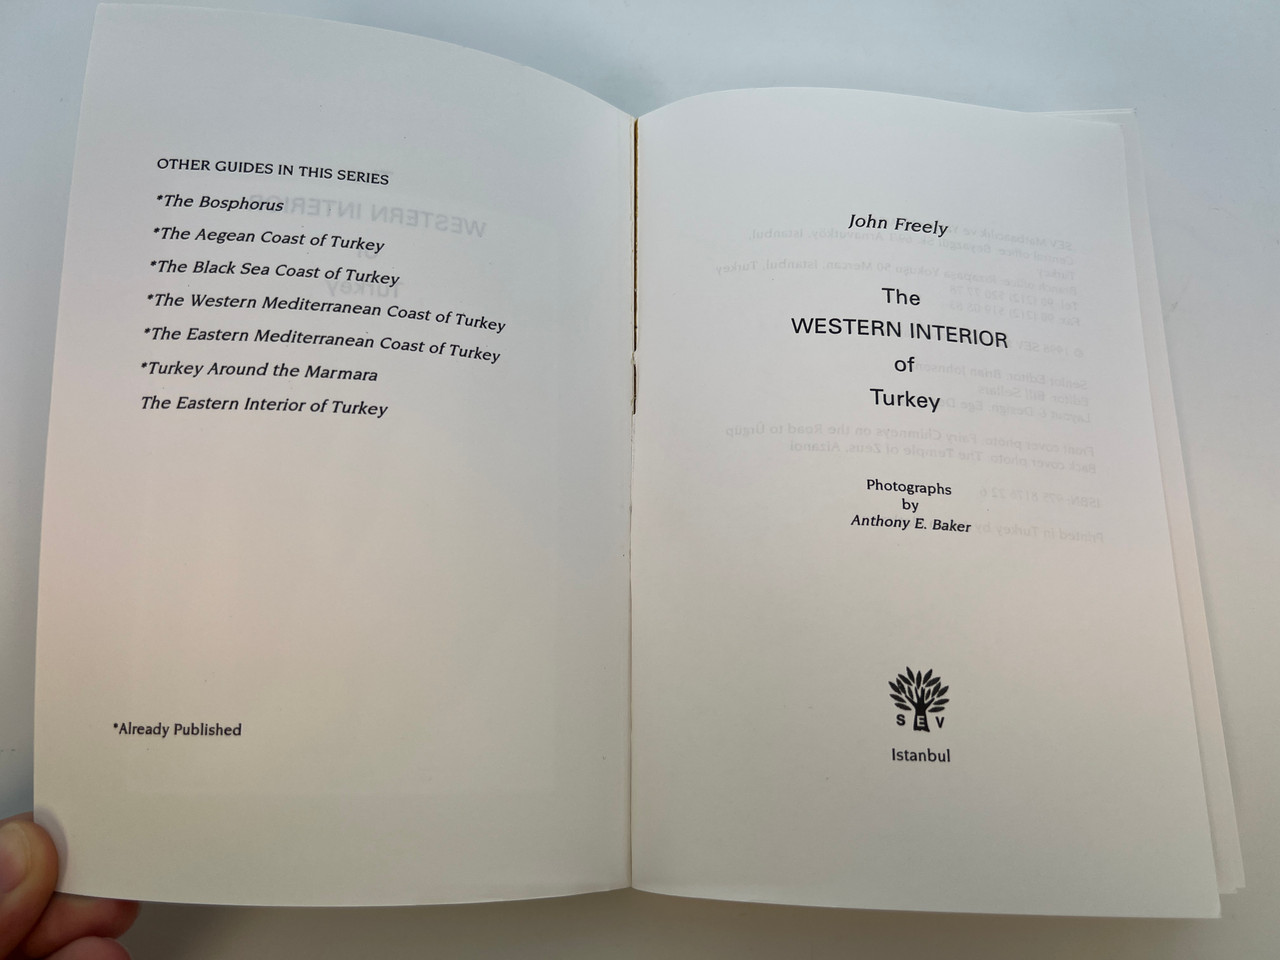 OTHER GUIDES IN THIS SERIES
*The Bosphorus
*The Aegean Coast of Turkey
*The Black Sea Coast of Turkey
*The Western Mediterranean Coast of Turkey
*The Eastern Mediterranean Coast of Turkey
*Turkey Around the Marmara
The Eastern Interior of Turkey
*Already Published
John Freely
The
WESTERN INTERIOR
of
Turkey
Photographs
by
Anthony E. Baker
SEV
Istanbul